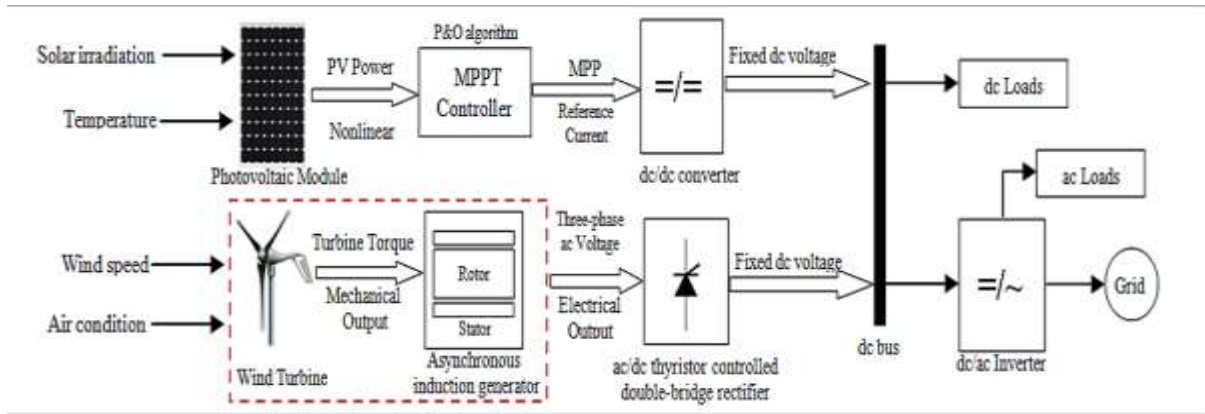 Solar irradiation
Temperature
Photovoltaic Module
PV Power
Nonlinear
P&O algorithm
MPPT
Controller
MPP
Reference
Current
=/=
dc/dc converter
Fixed dc voltage
dc Loads
ac Loads
Wind speed
Air condition
Wind Turbine
Turbine Torque
Mechanical
Output
Rotor
Stator
Asynchronous
induction generator
Three-phase
ac Voltage
Electrical
Output
ac/dc thyristor controlled
double-bridge rectifier
Fixed dc voltage
dc bus
=/~
dc/ac Inverter
Grid